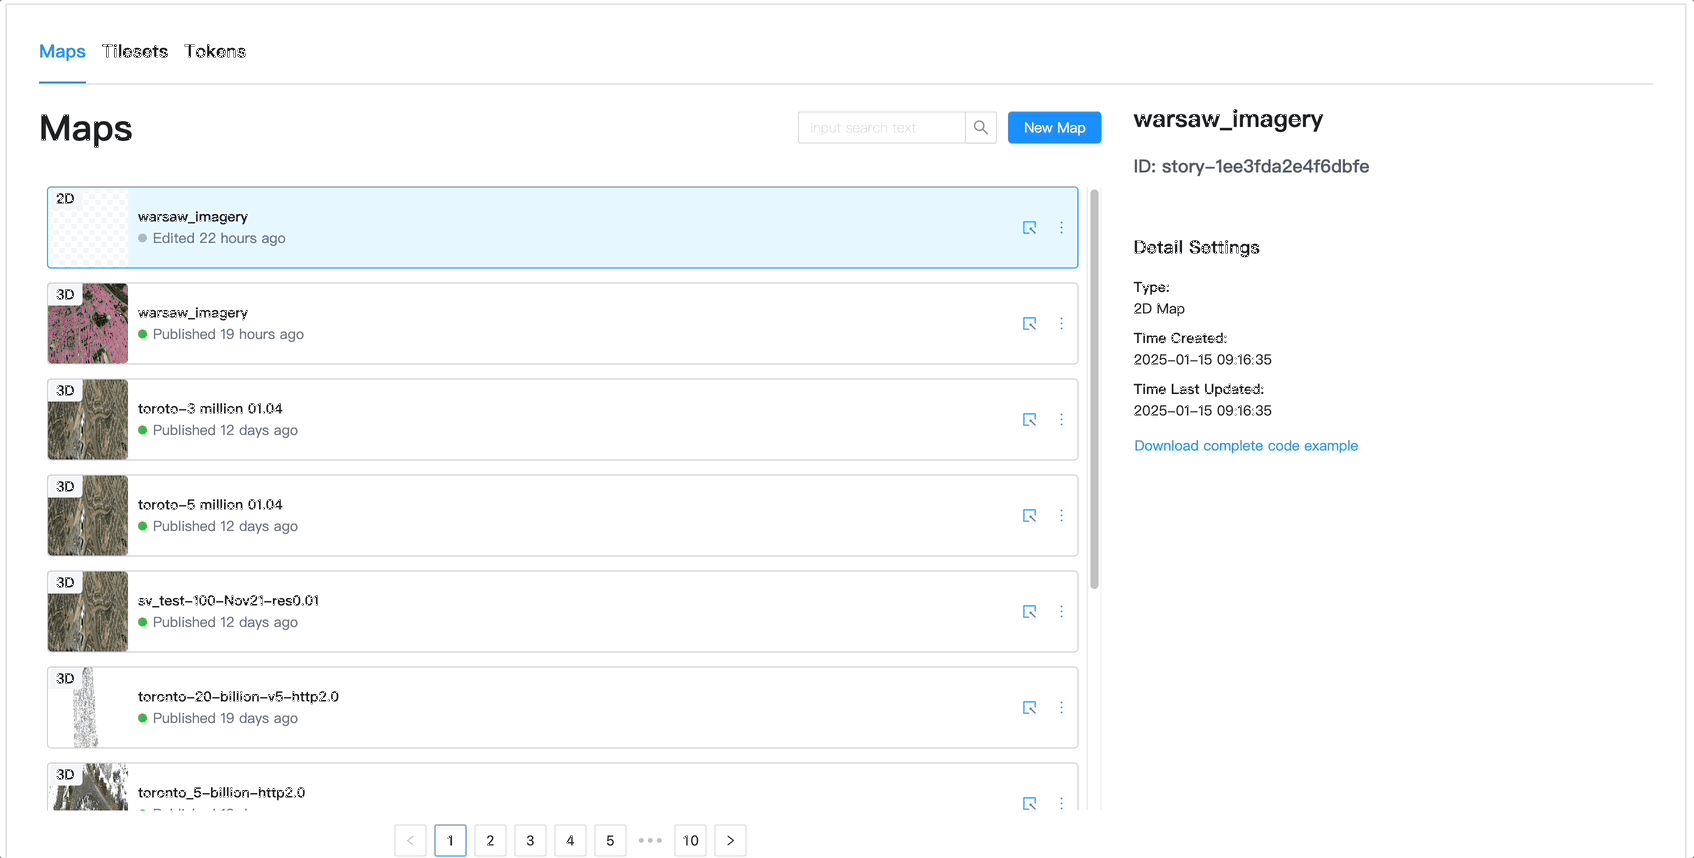 Maps Tilesets Tokens
Maps
input search text
New Map
2D
warsaw_imagery
Edited 22 hours ago
3D
warsaw_imagery
Published 19 hours ago
3D
toroto-3 million 01.04
Published 12 days ago
3D
toroto-5 million 01.04
Published 12 days ago
3D
sv_test-100-Nov21-res0.01
Published 12 days ago
3D
toronto-20-billion-v5-http2.0
Published 19 days ago
3D
toronto_5-billion-http2.0
< 1 2 3 4 5 ••• 10 >
warsaw_imagery
ID: story-1ee3fda2e4f6dbfe
Detail Settings
Type:
2D Map
Time Created:
2025-01-15 09:16:35
Time Last Updated:
2025-01-15 09:16:35
Download complete code example